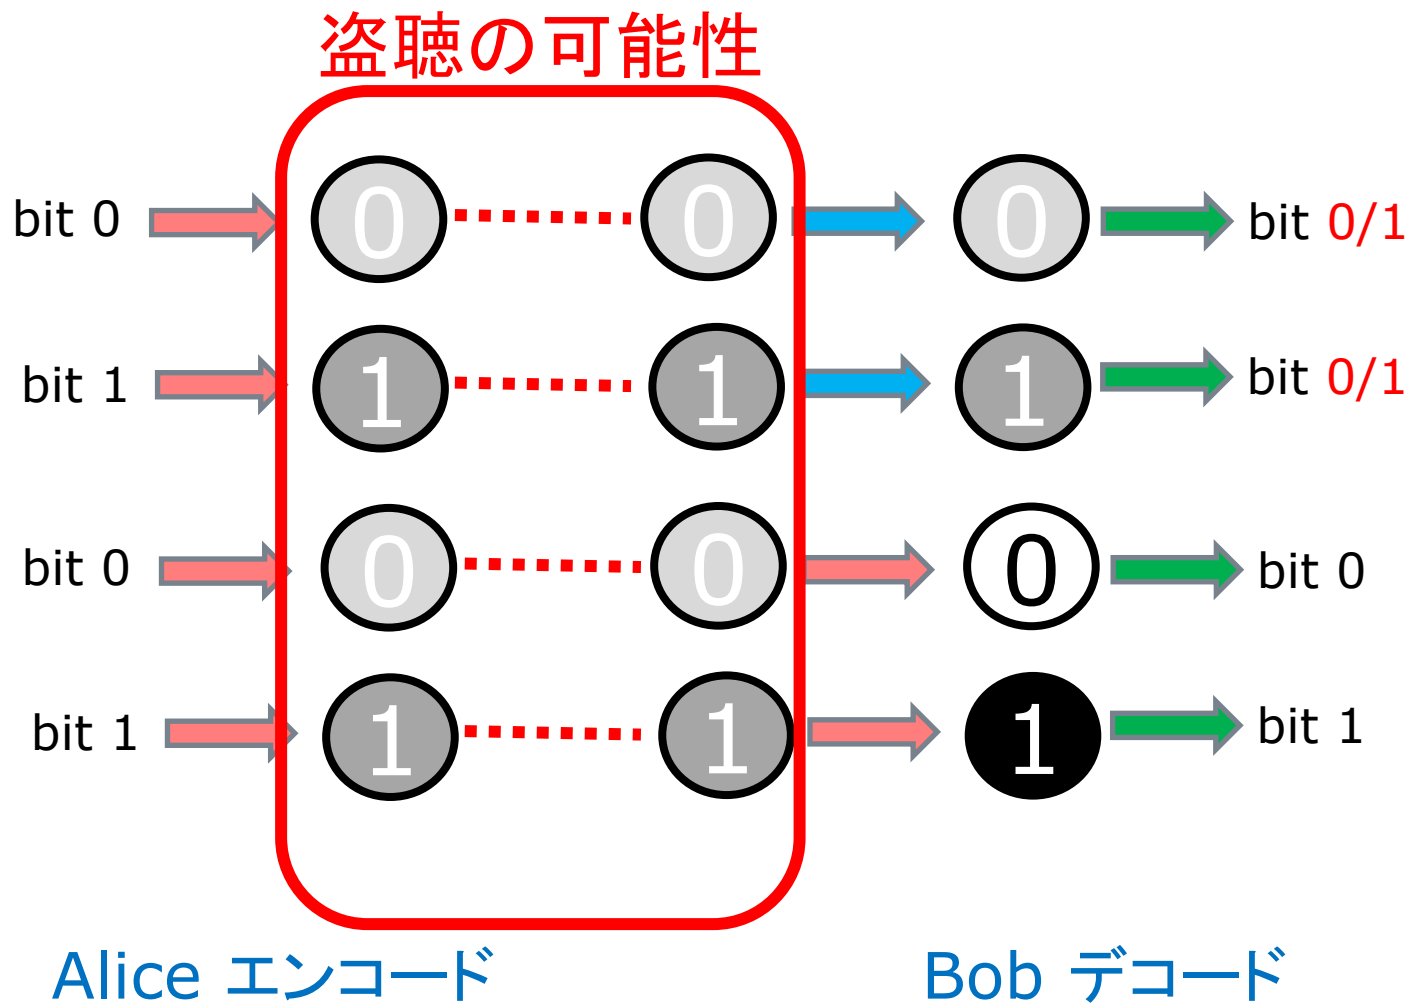 盗聴の可能性
bit 0 0 0 0 bit 0/1
bit 1 1 1 1 bit 0/1
bit 0 0 0 0 bit 0
bit 1 1 1 1 bit 1
Alice エンコード Bob デコード